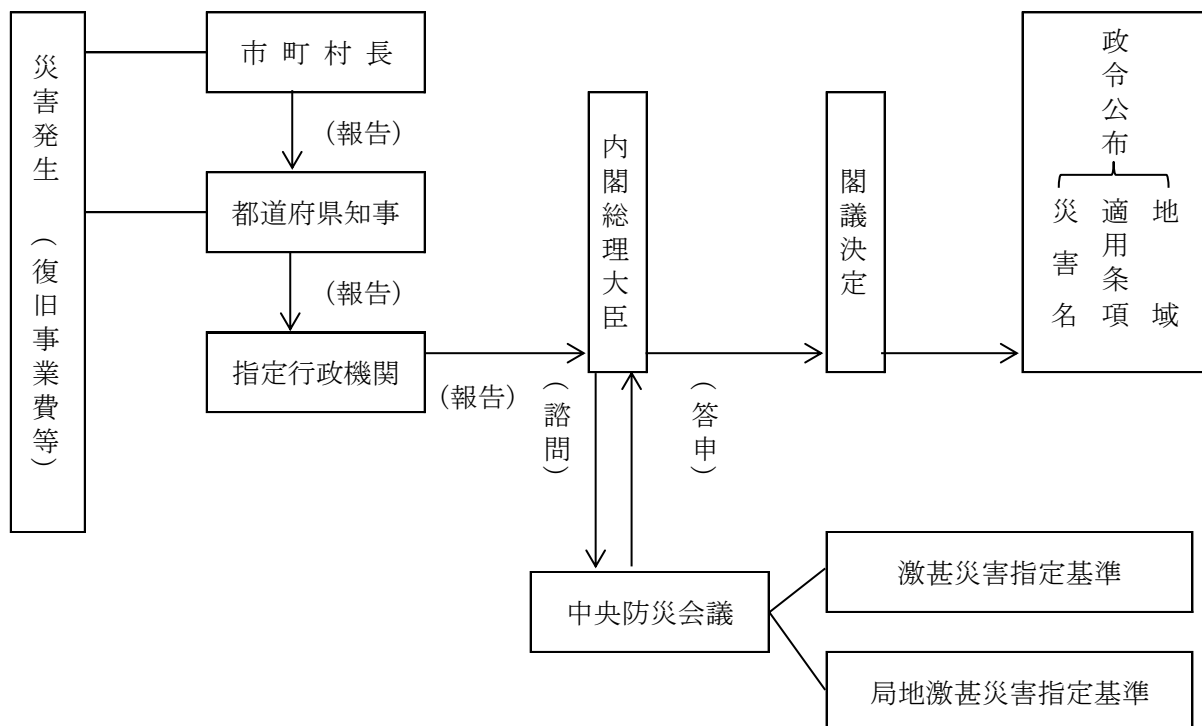 災害発生 （復旧事業費等）
市 町 村 長
（報告）
都道府県知事
（報告）
指定行政機関
（報告）
内閣総理大臣
（諮問）
（答申）
閣議決定
政令公布
災害名
適用条項
地域
中央防災会議
激甚災害指定基準
局地激甚災害指定基準